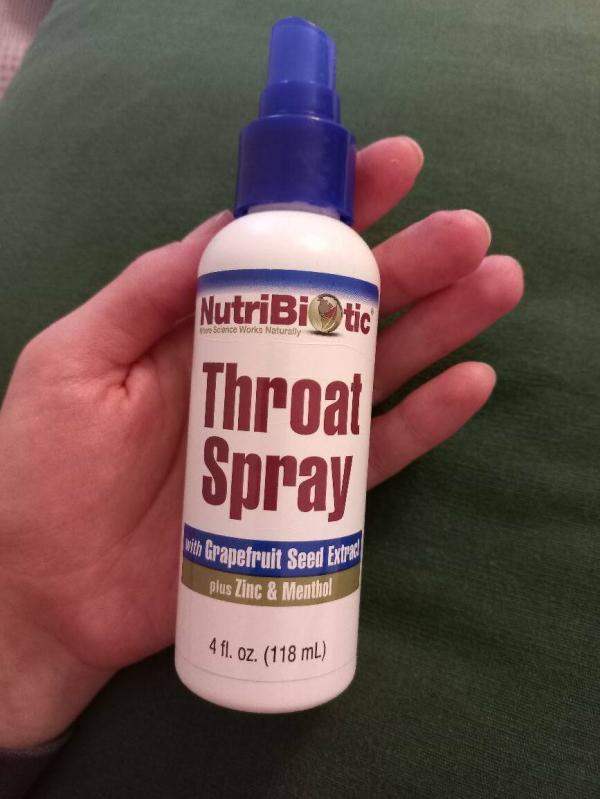 NutriBiotic®
Where Science Works Naturally
Throat
Spray
with Grapefruit Seed Extract
plus Zinc & Menthol
4 fl. oz. (118 mL)